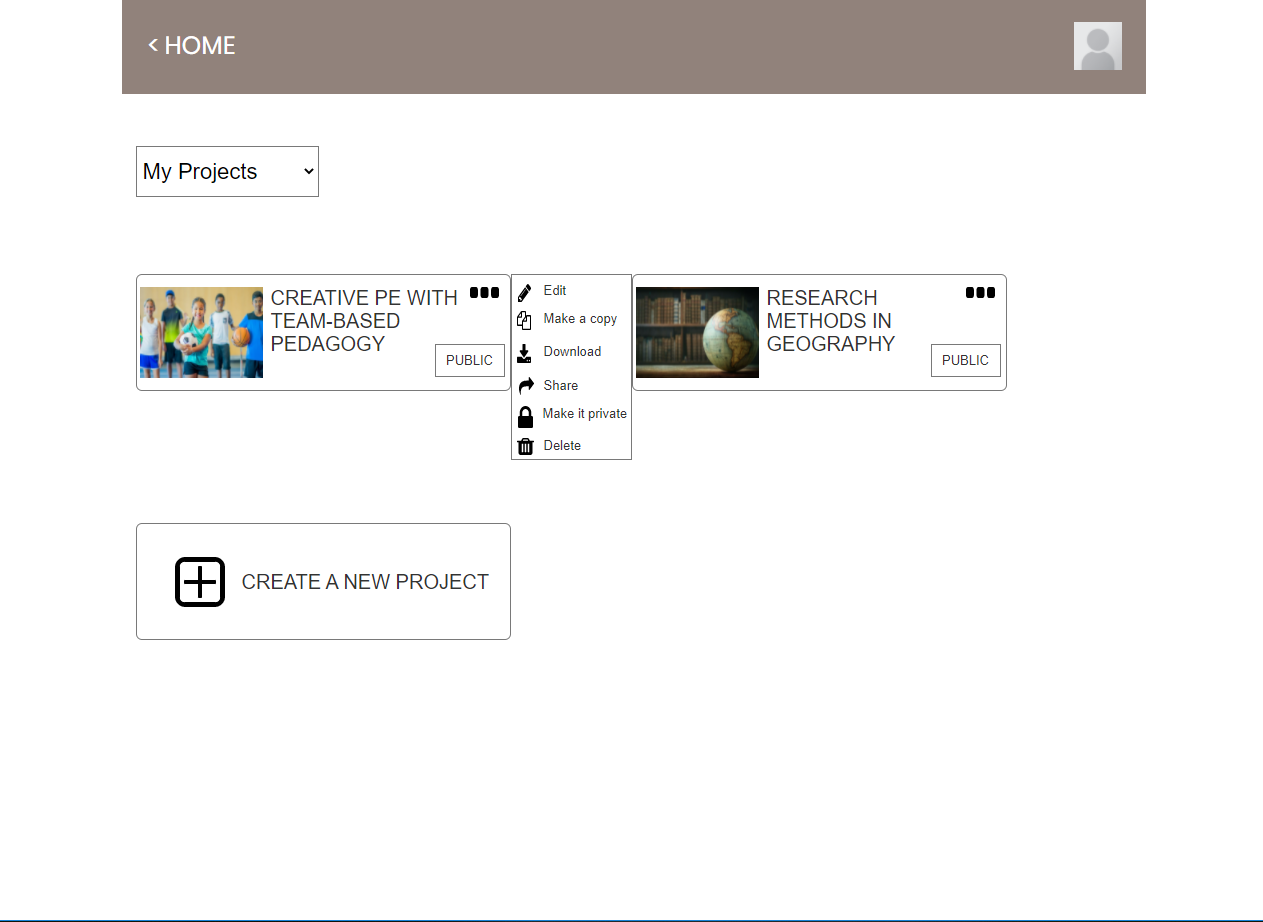 < HOME
My Projects
CREATIVE PE WITH
TEAM-BASED
PEDAGOGY
PUBLIC
Edit
Make a copy
Download
Share
Make it private
Delete
RESEARCH
METHODS IN
GEOGRAPHY
PUBLIC
CREATE A NEW PROJECT